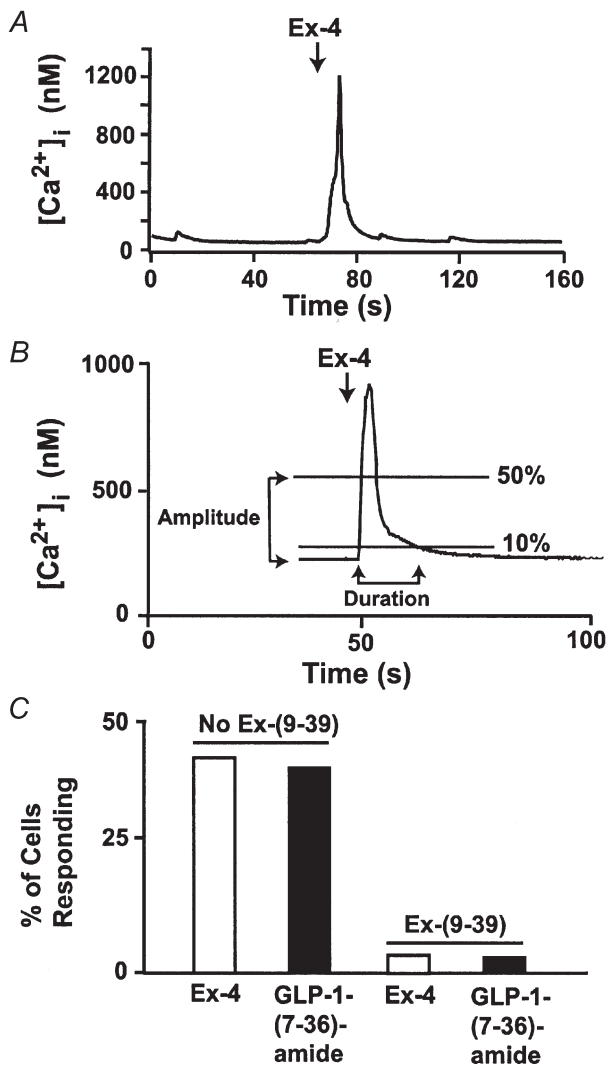 A
Ex-4
[Ca2+]i (nM)
1200
800
400
0
0 40 80 120 160
Time (s)
B
Ex-4
[Ca2+]i (nM)
1000
500
0
50%
Amplitude
10%
Duration
0 50 100
Time (s)
C
% of Cells
Responding
50
25
0
No Ex-(9-39)
Ex-(9-39)
Ex-4 GLP-1- Ex-4 GLP-1-
(7-36)- (7-36)-
amide amide